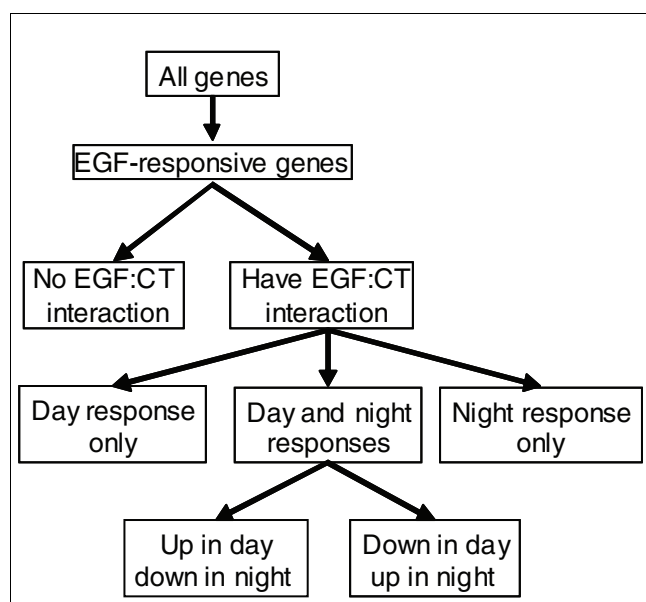 All genes
EGF-responsive genes
No EGF:CT
interaction
Have EGF:CT
interaction
Day response
only
Day and night
responses
Night response
only
Up in day
down in night
Down in day
up in night